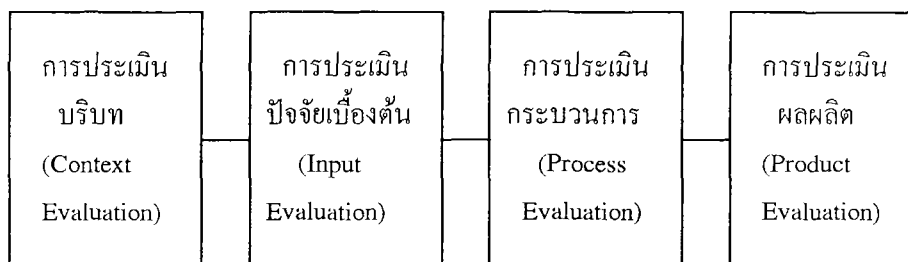 การประเมิน
บริบท
(Context
Evaluation)
การประเมิน
ปัจจัยเบื้องต้น
(Input
Evaluation)
การประเมิน
กระบวนการ
(Process
Evaluation)
การประเมิน
ผลผลิต
(Product
Evaluation)